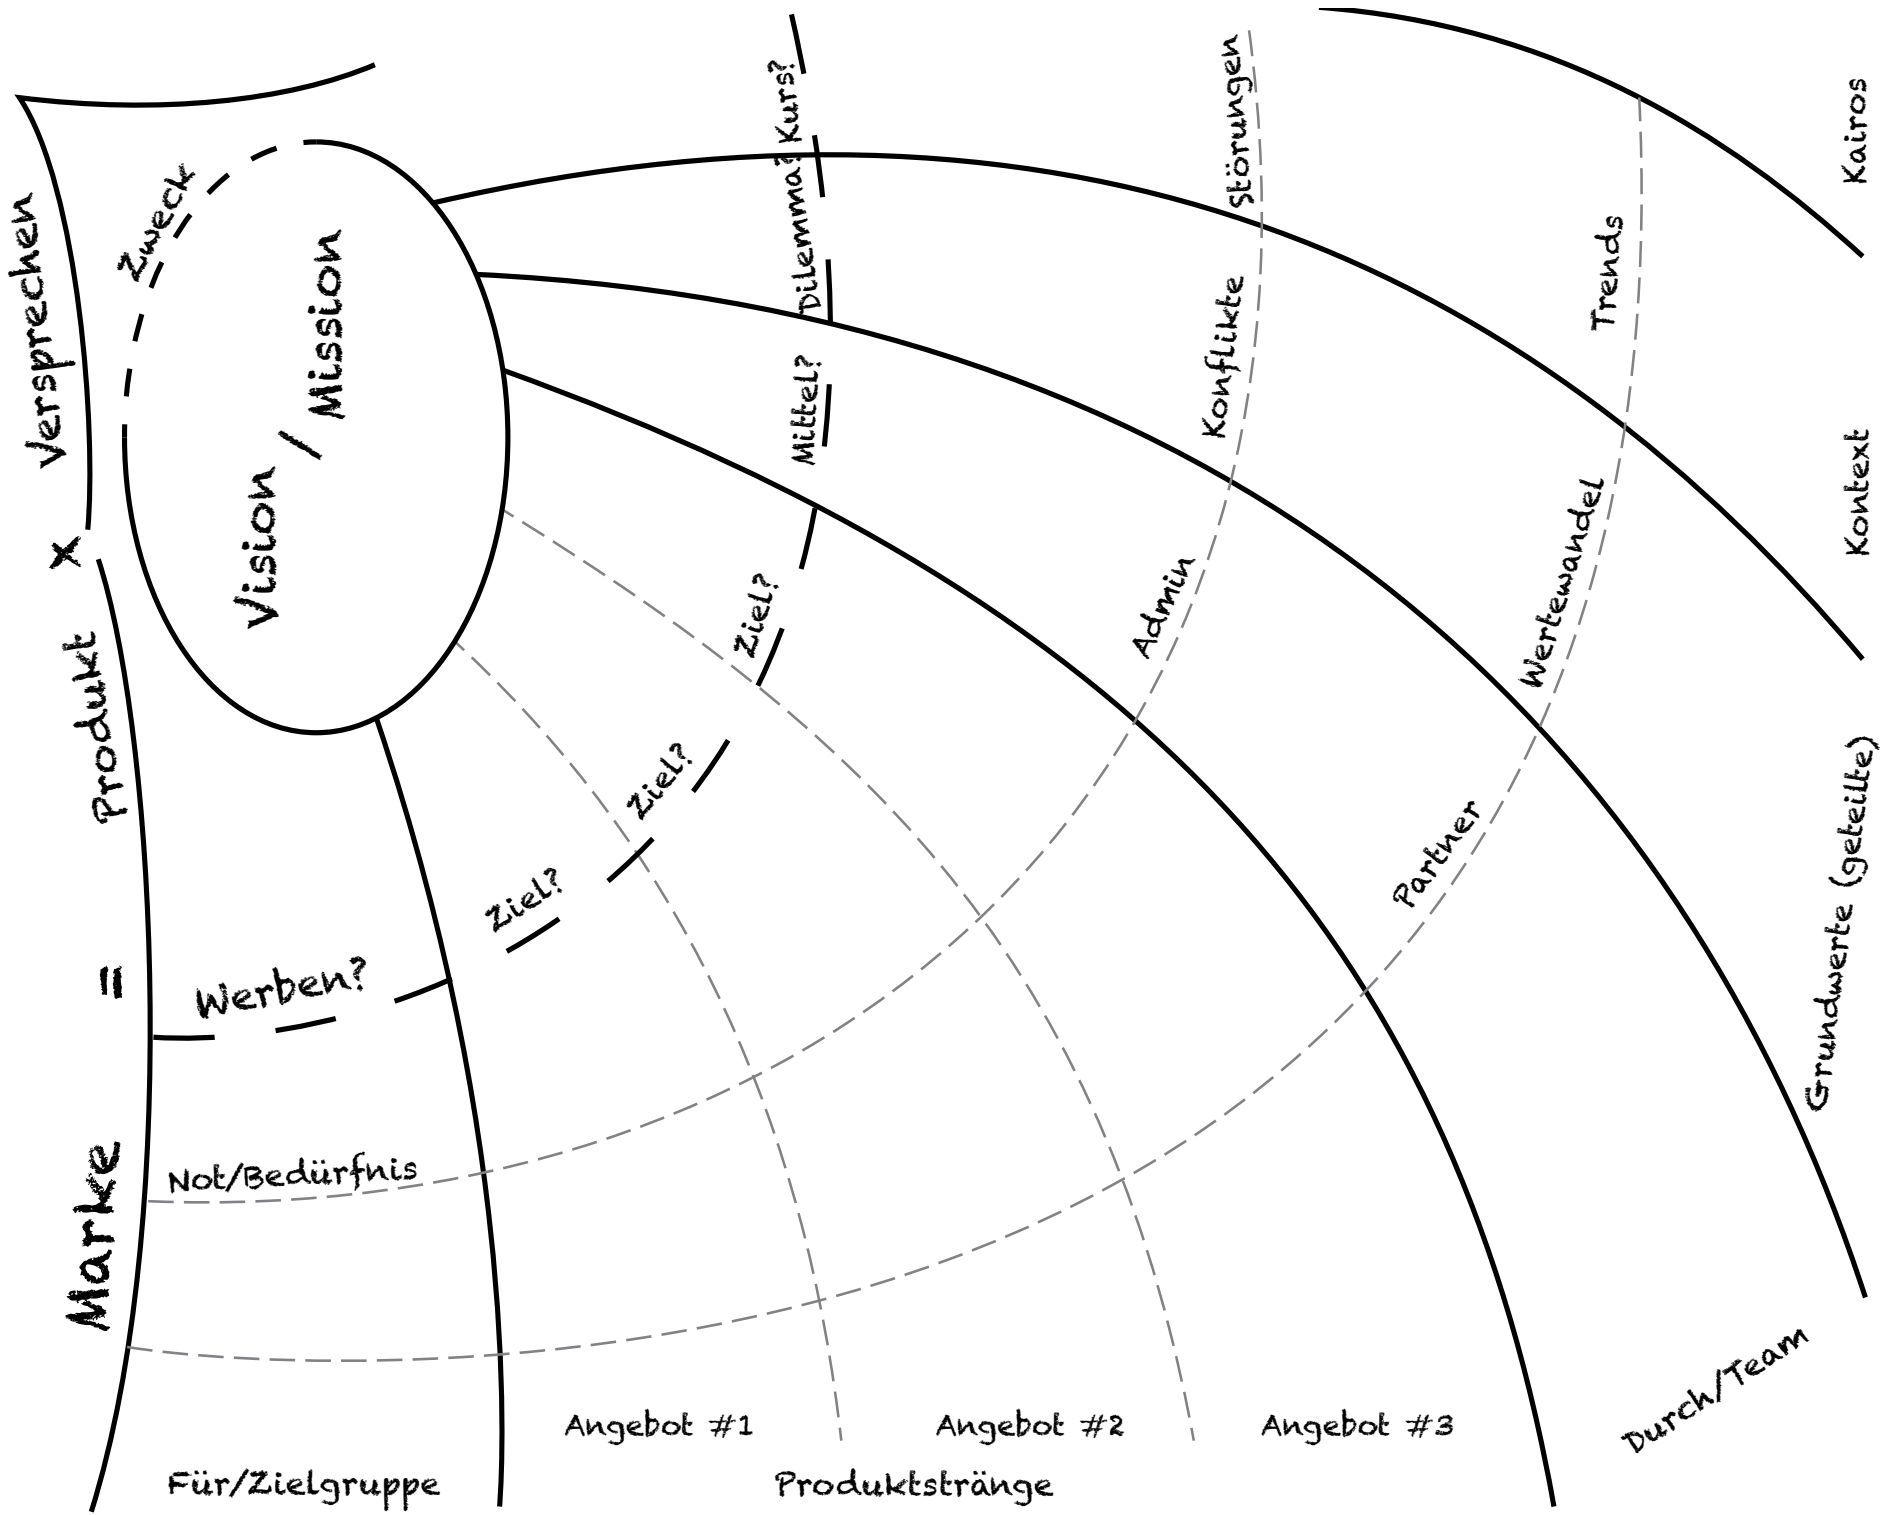 Versprechen
x
Produkt
=
Marke
Zweck
Vision
/
Mission
Kurs?
Dilemma?
Mittel?
Ziel?
Ziel?
Ziel?
Werben?
Störungen
Konflikte
Admin
Not/Bedürfnis
Trends
Wertewandel
Partner
Kairos
Kontext
Grundwerte (geteilte)
Durch/Team
Angebot #1
Angebot #2
Angebot #3
Für/Zielgruppe
Produktstränge